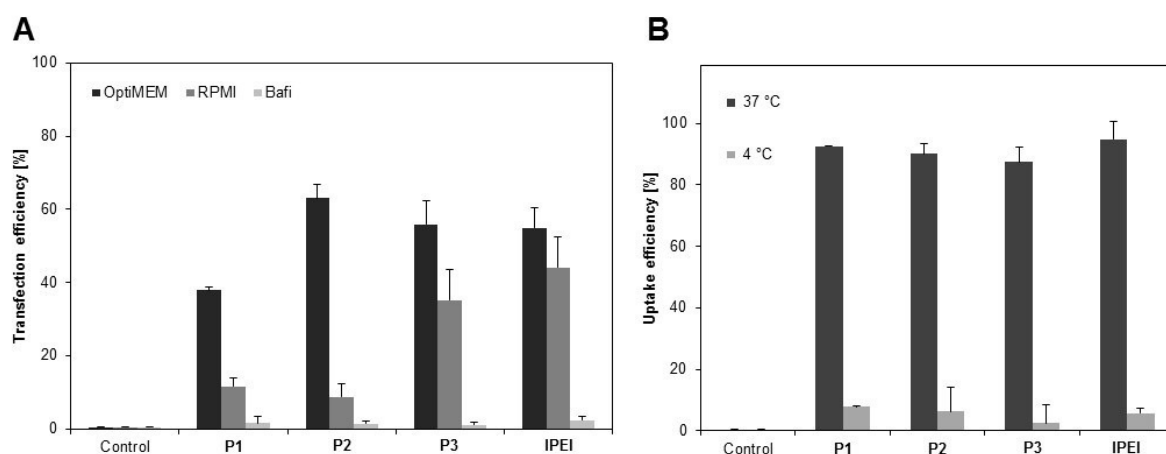 A
Transfection efficiency [%]
100
80
60
40
20
0
OptiMEM RPMI Bafi
Control P1 P2 P3 lPEI
B
Uptake efficiency [%]
100
80
60
40
20
0
37 °C
4 °C
Control P1 P2 P3 lPEI